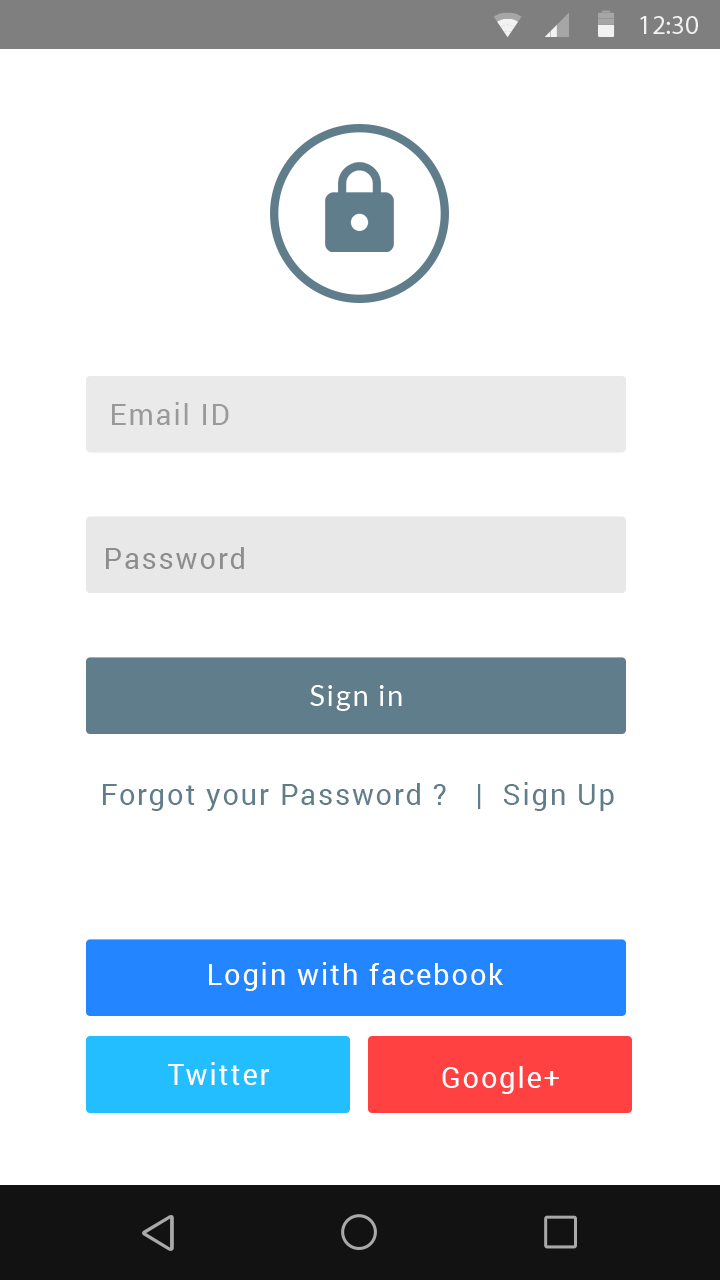 12:30
Email ID
Password
Sign in
Forgot your Password ? | Sign Up
Login with facebook
Twitter Google+